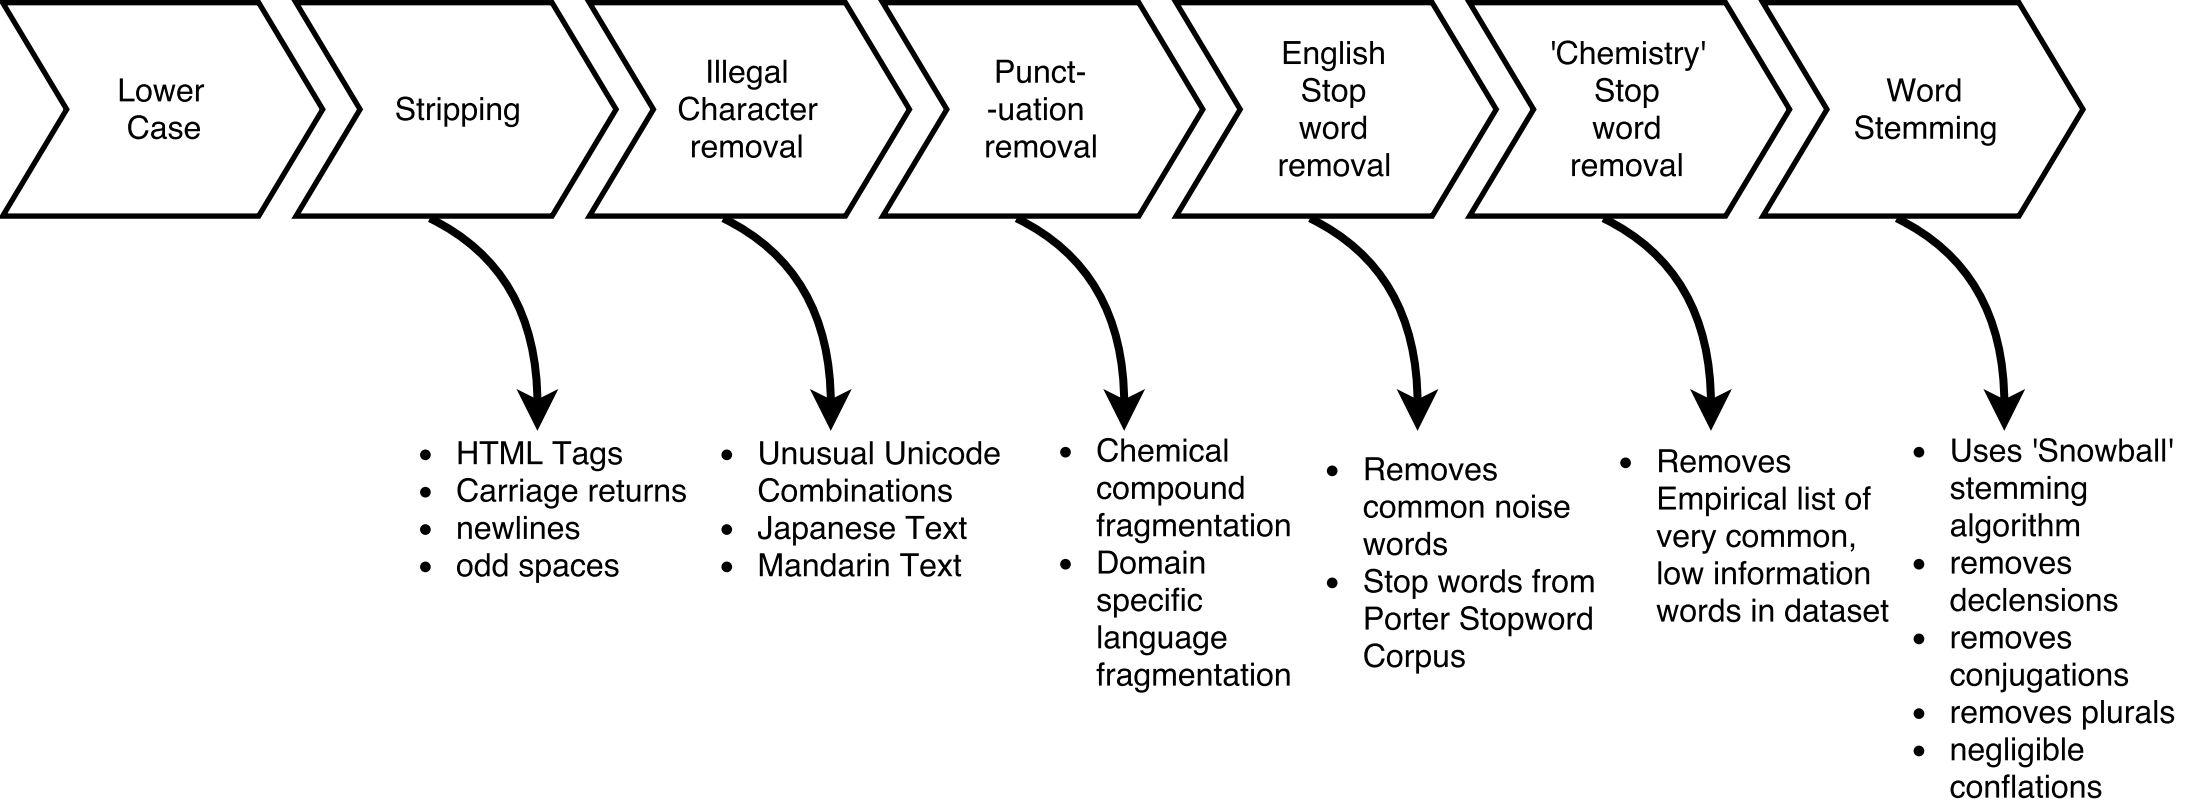 Lower
Case
Stripping
Illegal
Character
removal
Punct-
-uation
removal
English
Stop
word
removal
'Chemistry'
Stop
word
removal
Word
Stemming
• HTML Tags
• Carriage returns
• newlines
• odd spaces
• Unusual Unicode
Combinations
• Japanese Text
• Mandarin Text
• Chemical
compound
fragmentation
• Domain
specific
language
fragmentation
• Removes
common noise
words
• Stop words from
Porter Stopword
Corpus
• Removes
Empirical list of
very common,
low information
words in dataset
• Uses 'Snowball'
stemming
algorithm
• removes
declensions
• removes
conjugations
• removes plurals
• negligible
conflations